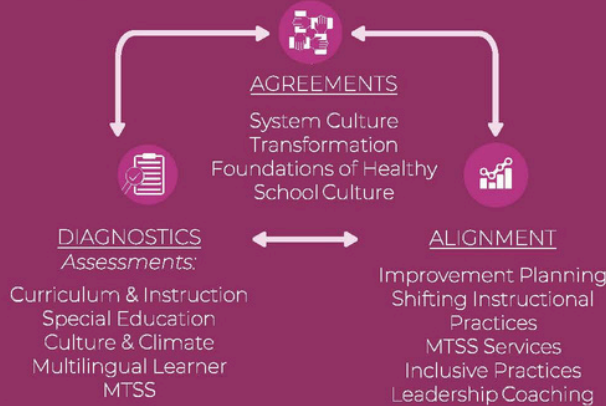 AGREEMENTS
System Culture
Transformation
Foundations of Healthy
School Culture
DIAGNOSTICS
Assessments:
Curriculum & Instruction
Special Education
Culture & Climate
Multilingual Learner
MTSS
ALIGNMENT
Improvement Planning
Shifting Instructional
Practices
MTSS Services
Inclusive Practices
Leadership Coaching